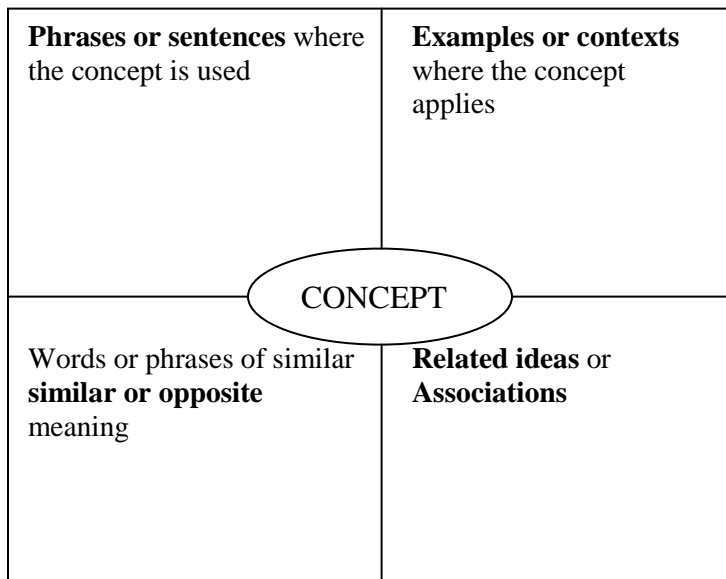 Phrases or sentences where
the concept is used
Examples or contexts
where the concept
applies
CONCEPT
Words or phrases of similar
similar or opposite
meaning
Related ideas or
Associations